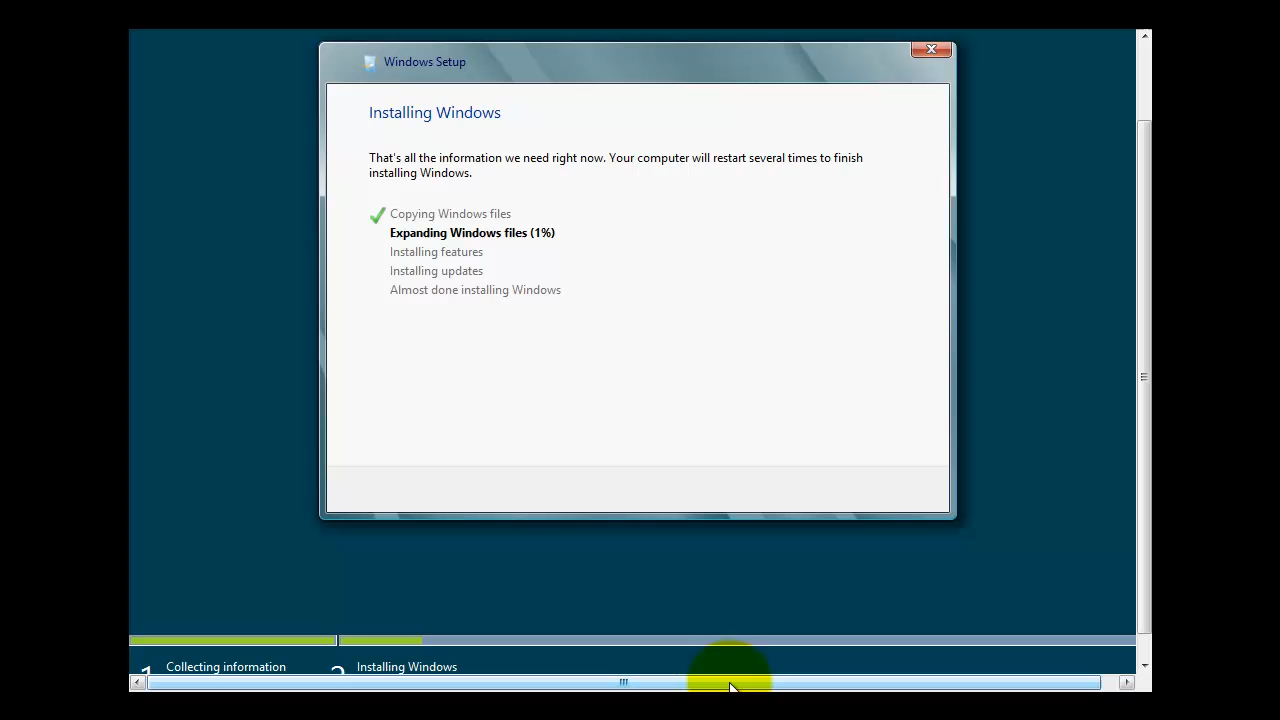 Windows Setup
Installing Windows
That's all the information we need right now. Your computer will restart several times to finish
installing Windows.
Copying Windows files
Expanding Windows files (1%)
Installing features
Installing updates
Almost done installing Windows
1 Collecting information
2 Installing Windows